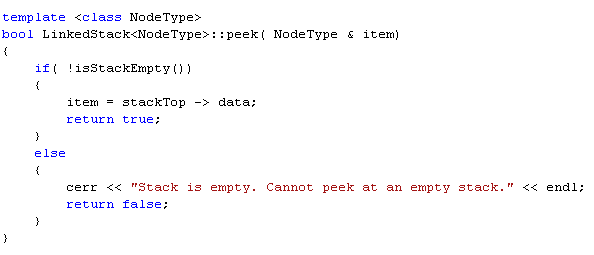 template <class NodeType>
bool LinkedStack<NodeType>::peek( NodeType & item)
{
    if( !isStackEmpty())
    {
        item = stackTop -> data;
        return true;
    }
    else
    {
        cerr << "Stack is empty. Cannot peek at an empty stack." << endl;
        return false;
    }
}